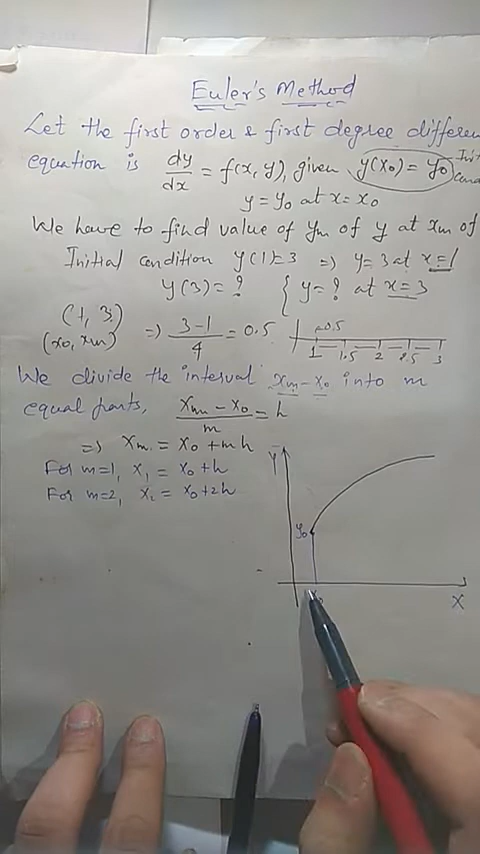 Euler's Method
Let the first order & first degree differen
equation is dy/dx = f(x, y), given y(x0) = y0 Init
y = y0 at x = x0
We have to find value of ym of y at xm of
Initial condition y(1)=3 => y=3 at x=1
y(3) = ? { y=? at x=3
(1, 3)
(x0, xm) => 3-1/4 = 0.5
1 1.5 2 2.5 3
We divide the interval xm - x0 into m
equal parts, xm - x0/m = h
=> xm = x0 + mh
For m=1, x1 = x0 + h
For m=2, x2 = x0 + 2h
Y
y0
x0
X